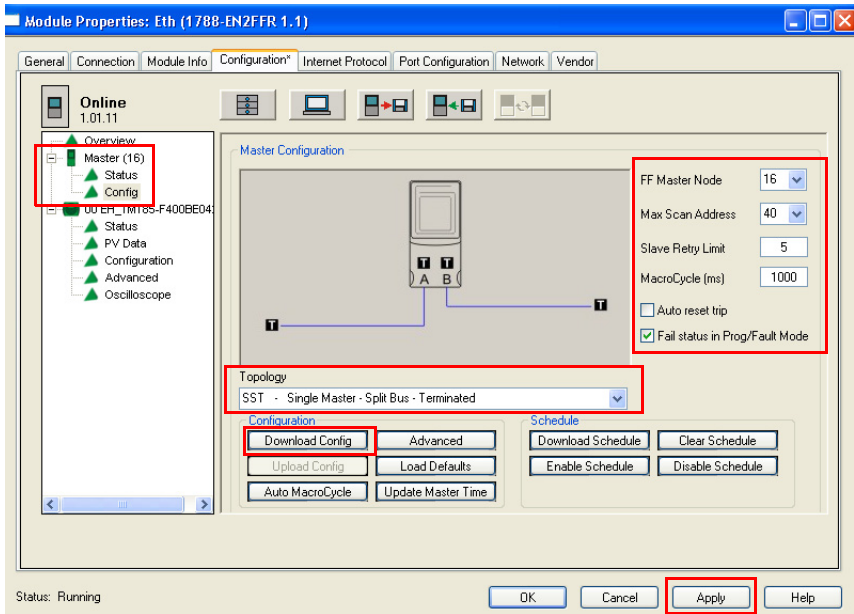 Module Properties: Eth (1788-EN2FFR 1.1)
General Connection Module Info Configuration* Internet Protocol Port Configuration Network Vendor
Online
1.01.11
Overview
Master (16)
Status
Config
00 EH_TMT85-F400BE04
Status
PV Data
Configuration
Advanced
Oscilloscope
Master Configuration
T T
A B
T
T
FF Master Node 16
Max Scan Address 40
Slave Retry Limit 5
MacroCycle (ms) 1000
Auto reset trip
Fail status in Prog/Fault Mode
Topology
SST - Single Master - Split Bus - Terminated
Configuration
Download Config Advanced
Upload Config Load Defaults
Auto MacroCycle Update Master Time
Schedule
Download Schedule Clear Schedule
Enable Schedule Disable Schedule
Status: Running
OK Cancel Apply Help